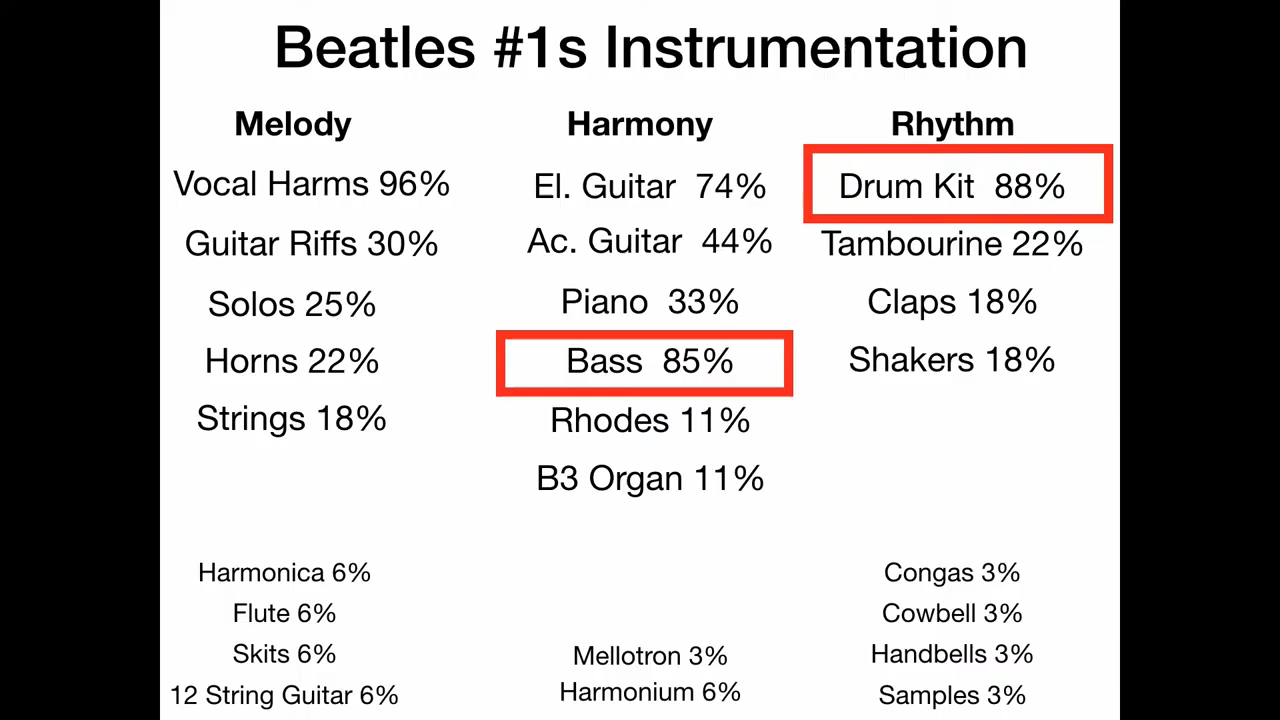 Beatles #1s Instrumentation
Melody
Vocal Harms 96%
Guitar Riffs 30%
Solos 25%
Horns 22%
Strings 18%
Harmonica 6%
Flute 6%
Skits 6%
12 String Guitar 6%
Harmony
El. Guitar 74%
Ac. Guitar 44%
Piano 33%
Bass 85%
Rhodes 11%
B3 Organ 11%
Mellotron 3%
Harmonium 6%
Rhythm
Drum Kit 88%
Tambourine 22%
Claps 18%
Shakers 18%
Congas 3%
Cowbell 3%
Handbells 3%
Samples 3%